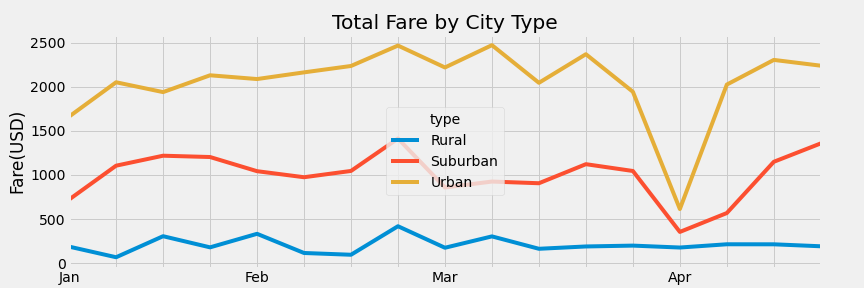 Total Fare by City Type
Fare(USD)
2500
2000
1500
1000
500
0
type
Rural
Suburban
Urban
Jan Feb Mar Apr